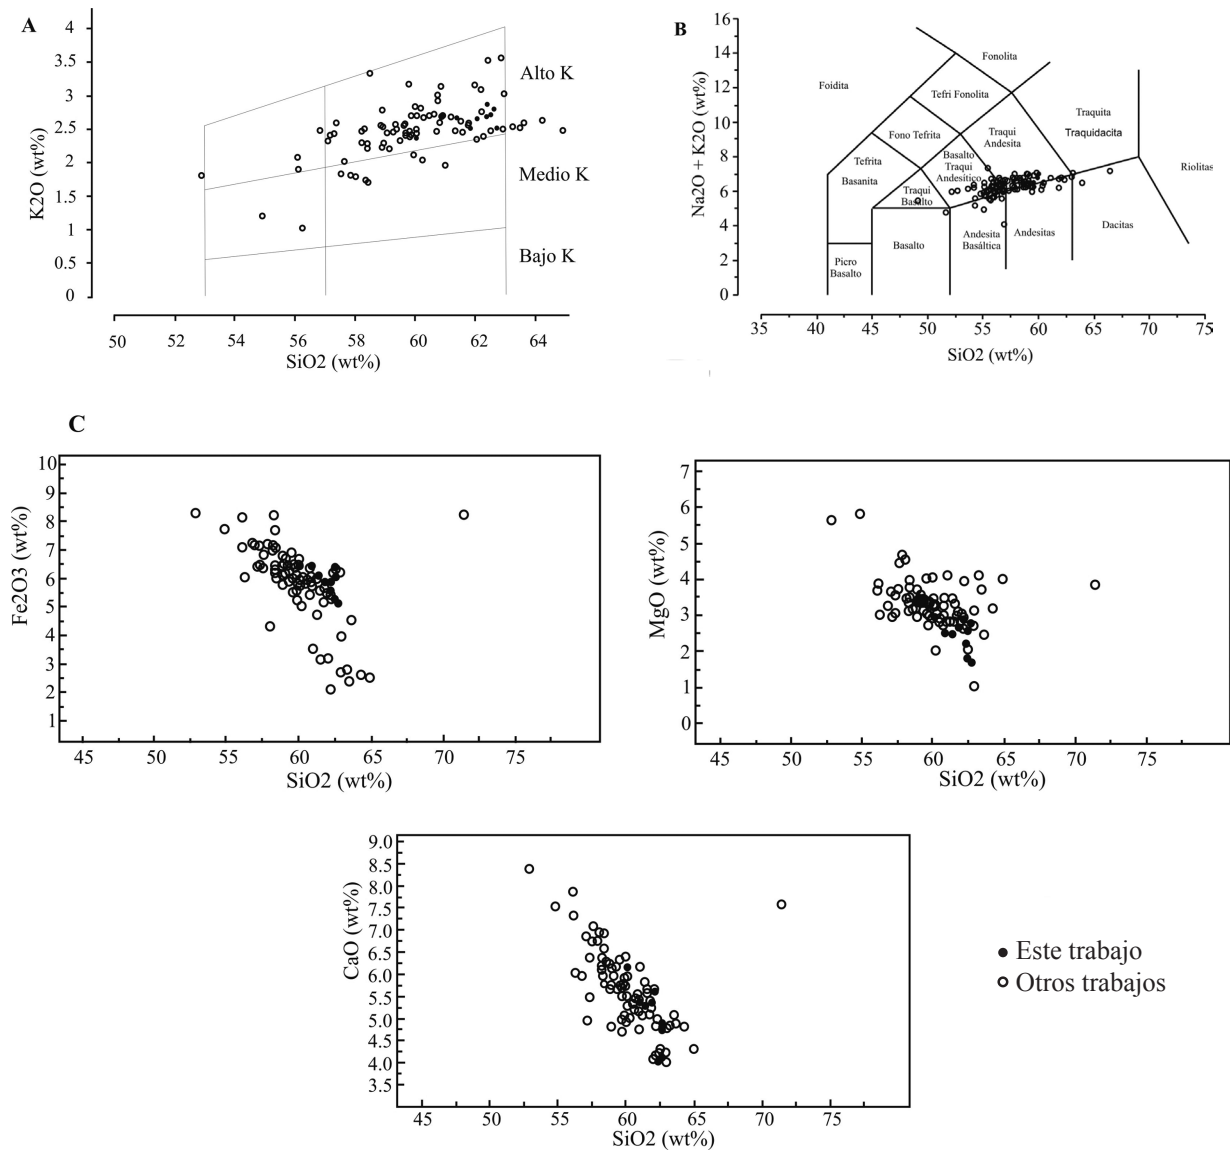 A
4
3.5
3
2.5
2
1.5
1
0.5
0
K2O (wt%)
Alto K
Medio K
Bajo K
50
52
54
56
58
60
62
64
SiO2 (wt%)
B
16
14
12
10
8
6
4
2
0
Na2O + K2O (wt%)
Foidita
Fonolita
Tefri Fonolita
Fono Tefrita
Traqui
Andesita
Traquita
Traquidacita
Tefrita
Basanita
Basalto
Traqui
Andesitico
Traqui
Basalto
Riolitas
Picro
Basalto
Basalto
Andesita
Basáltica
Andesitas
Dacitas
35
40
45
50
55
60
65
70
75
SiO2 (wt%)
C
10
9
8
7
6
5
4
3
2
1
Fe2O3 (wt%)
45
50
55
60
65
70
75
SiO2 (wt%)
7
6
5
4
3
2
1
0
MgO (wt%)
45
50
55
60
65
70
75
SiO2 (wt%)
9.0
8.5
8.0
7.5
7.0
6.5
6.0
5.5
5.0
4.5
4.0
3.5
CaO (wt%)
45
50
55
60
65
70
75
SiO2 (wt%)
Este trabajo
Otros trabajos